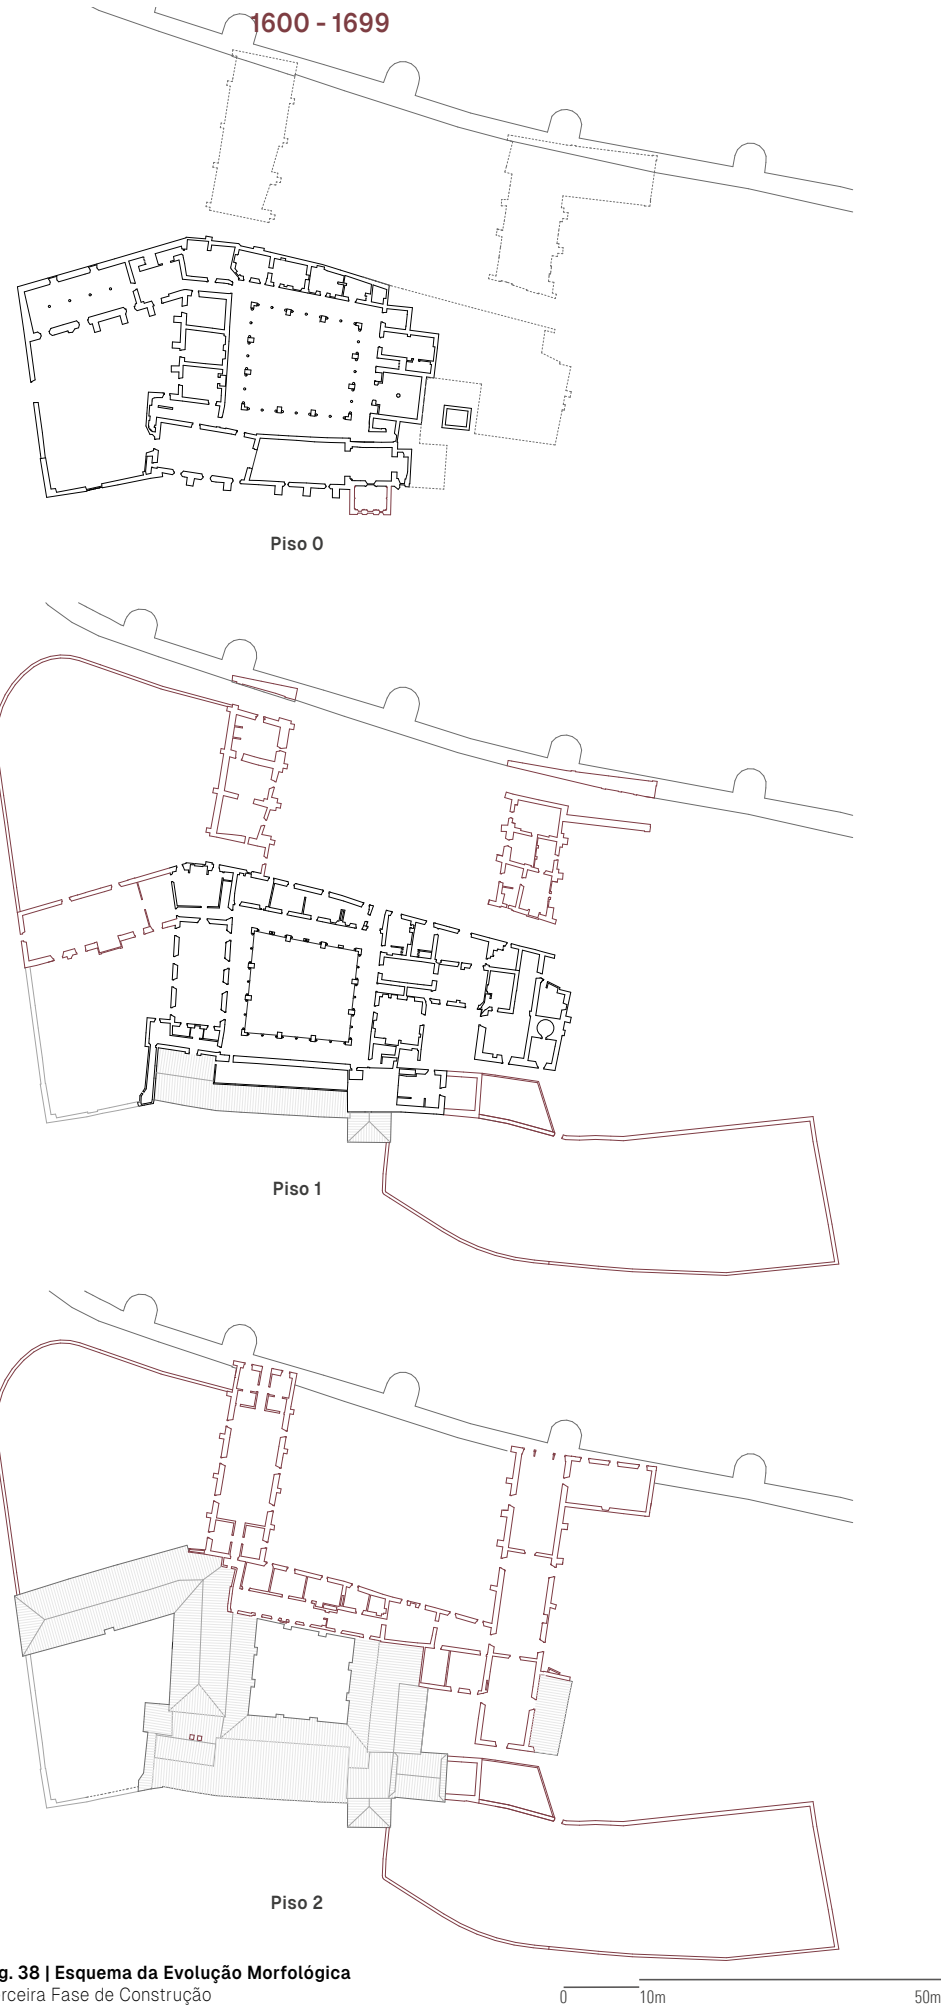 1600 - 1699
Piso 0
Piso 1
Piso 2
g. 38 | Esquema da Evolução Morfológica
rceira Fase de Construção
0 10m 50m